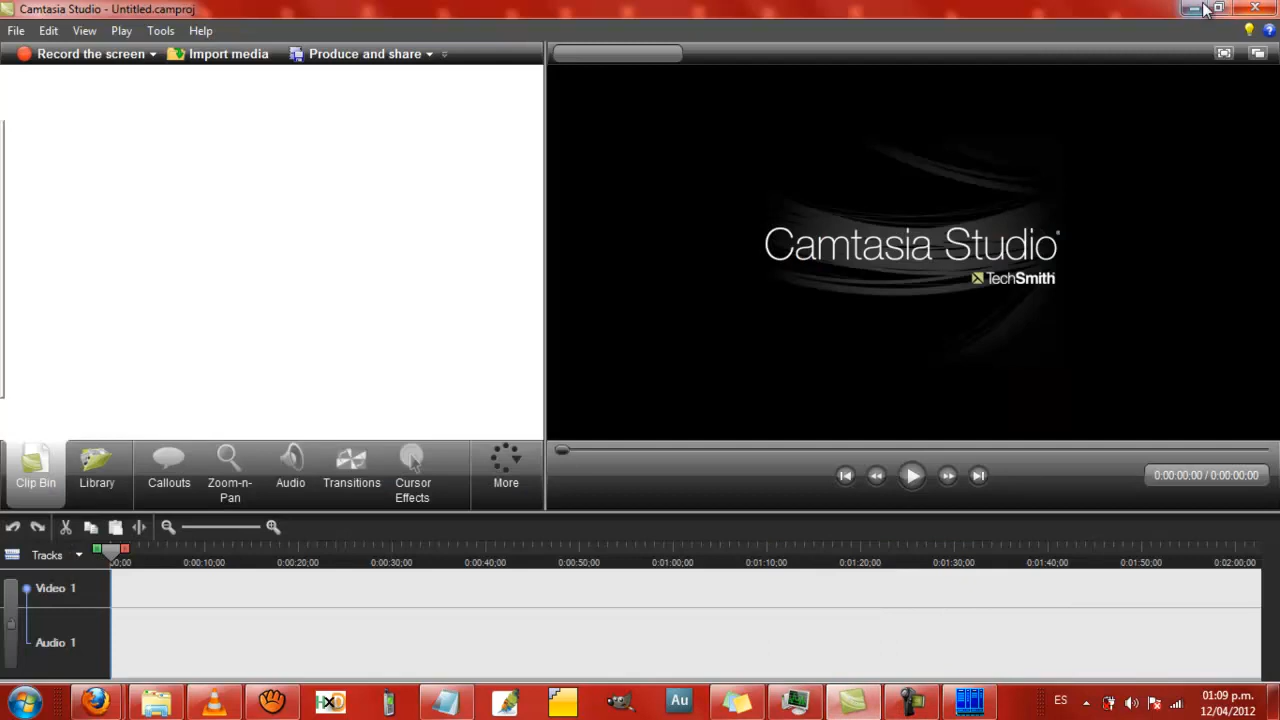 Camtasia Studio - Untitled.camproj
File Edit View Play Tools Help
Record the screen Import media Produce and share
Camtasia Studio®
TechSmith
Clip Bin Library Callouts Zoom-n-Pan Audio Transitions Cursor Effects More
0:00:00;00 / 0:00:00;00
Tracks
00:00 0:00:10;00 0:00:20;00 0:00:30;00 0:00:40;00 0:00:50;00 0:01:00;00 0:01:10;00 0:01:20;00 0:01:30;00 0:01:40;00 0:01:50;00 0:02:00;00
Video 1
Audio 1
HXD
Au
ES
01:09 p.m.
12/04/2012